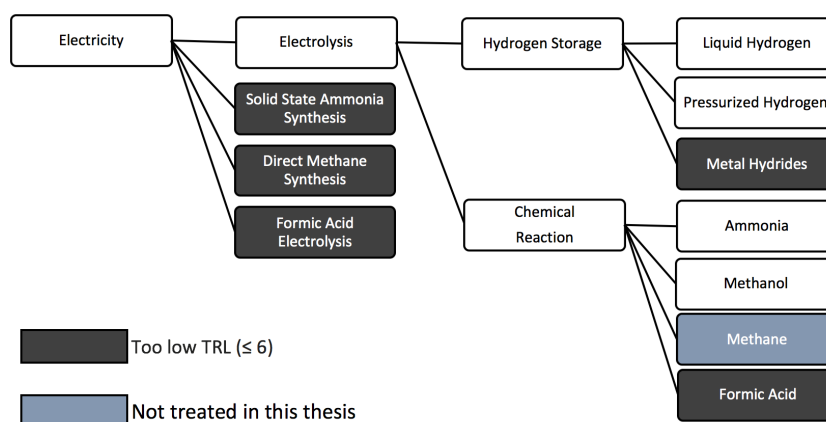 Electricity
Electrolysis
Hydrogen Storage
Liquid Hydrogen
Solid State Ammonia
Synthesis
Pressurized Hydrogen
Direct Methane
Synthesis
Metal Hydrides
Formic Acid
Electrolysis
Chemical
Reaction
Ammonia
Methanol
Too low TRL (≤ 6)
Methane
Not treated in this thesis
Formic Acid